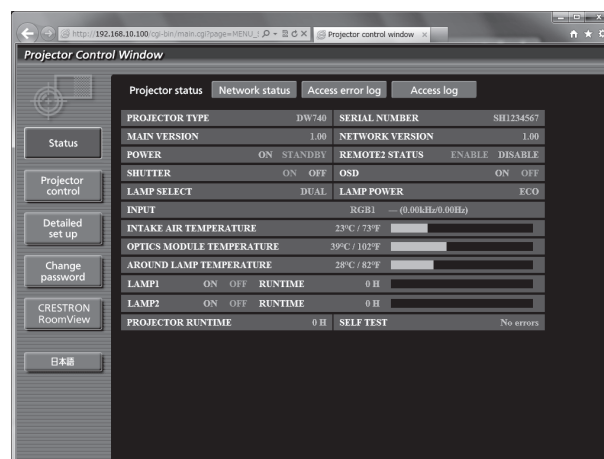 http://192.168.10.100/cgi-bin/main.cgi?page=MENU_S
Projector control window
Projector Control Window
Projector status Network status Access error log Access log
Status
Projector control
Detailed set up
Change password
CRESTRON RoomView
日本語
PROJECTOR TYPE DW740 SERIAL NUMBER SH1234567
MAIN VERSION 1.00 NETWORK VERSION 1.00
POWER ON STANDBY REMOTE2 STATUS ENABLE DISABLE
SHUTTER ON OFF OSD ON OFF
LAMP SELECT DUAL LAMP POWER ECO
INPUT RGB1 — (0.00kHz/0.00Hz)
INTAKE AIR TEMPERATURE 23°C / 73°F
OPTICS MODULE TEMPERATURE 39°C / 102°F
AROUND LAMP TEMPERATURE 28°C / 82°F
LAMP1 ON OFF RUNTIME 0 H
LAMP2 ON OFF RUNTIME 0 H
PROJECTOR RUNTIME 0 H SELF TEST No errors